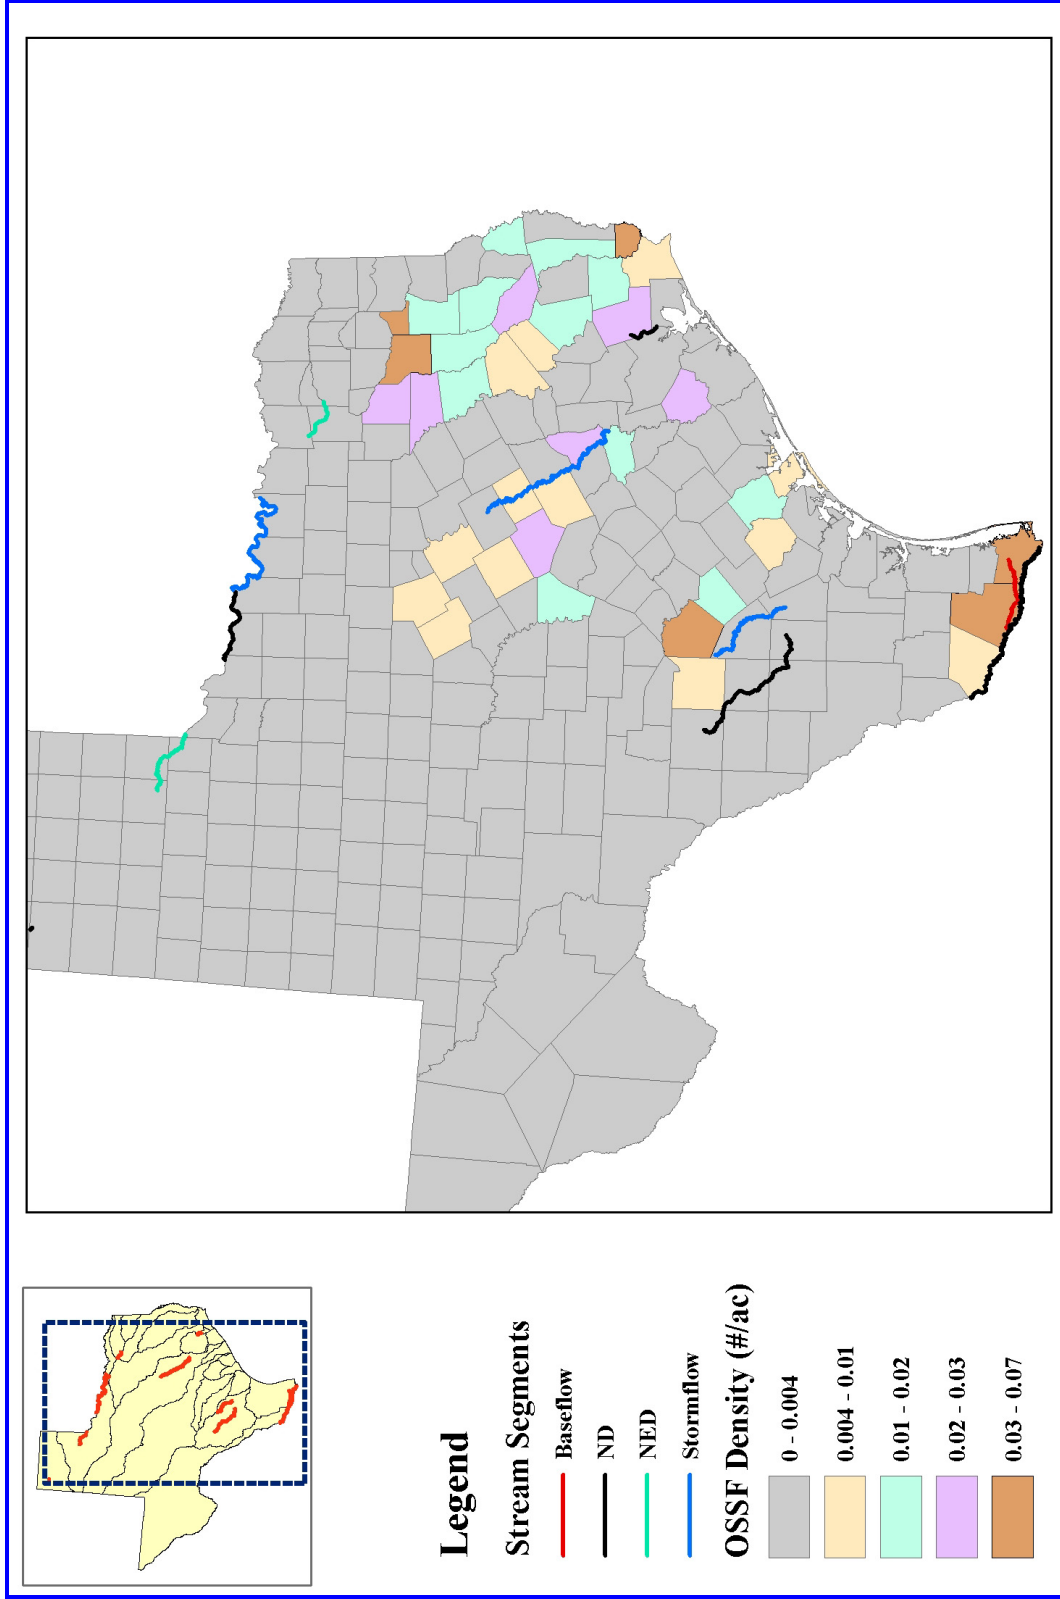 Legend
Stream Segments
Baseflow
ND
NED
Stormflow
OSSF Density (#/ac)
0 - 0.004
0.004 - 0.01
0.01 - 0.02
0.02 - 0.03
0.03 - 0.07